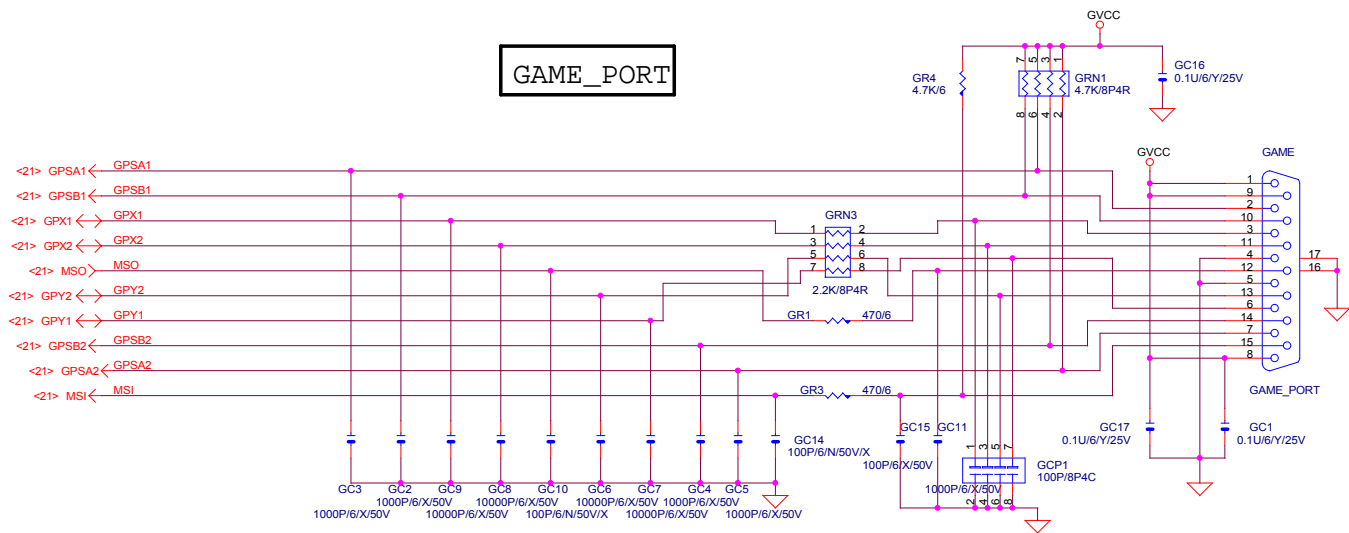 GAME_PORT
GVCC
GR4
4.7K/6
7 5 3 1
GRN1
4.7K/8P4R
8 6 4 2
GC16
0.1U/6/Y/25V
GVCC
GAME
<21> GPSA1 GPSA1
<21> GPSB1 GPSB1
<21> GPX1 GPX1
<21> GPX2 GPX2
<21> MSO MSO
<21> GPY2 GPY2
<21> GPY1 GPY1
<21> GPSB2 GPSB2
<21> GPSA2 GPSA2
<21> MSI MSI
GRN3
1 2
3 4
5 6
7 8
2.2K/8P4R
GR1 470/6
GR3 470/6
1
9
2
10
3
11
4
12
5
13
6
14
7
15
8
17
16
GAME_PORT
GC17
0.1U/6/Y/25V
GC1
0.1U/6/Y/25V
GC14
100P/6/N/50V/X
GC15
100P/6/X/50V
GC11
1000P/6/X/50V
1 3 5 7
GCP1
100P/8P4C
2 4 6 8
GC3 GC2 GC9 GC8 GC10 GC6 GC7 GC4 GC5
1000P/6/X/50V 10000P/6/X/50V 10000P/6/X/50V 1000P/6/X/50V
1000P/6/X/50V 10000P/6/X/50V 100P/6/N/50V/X 10000P/6/X/50V 1000P/6/X/50V